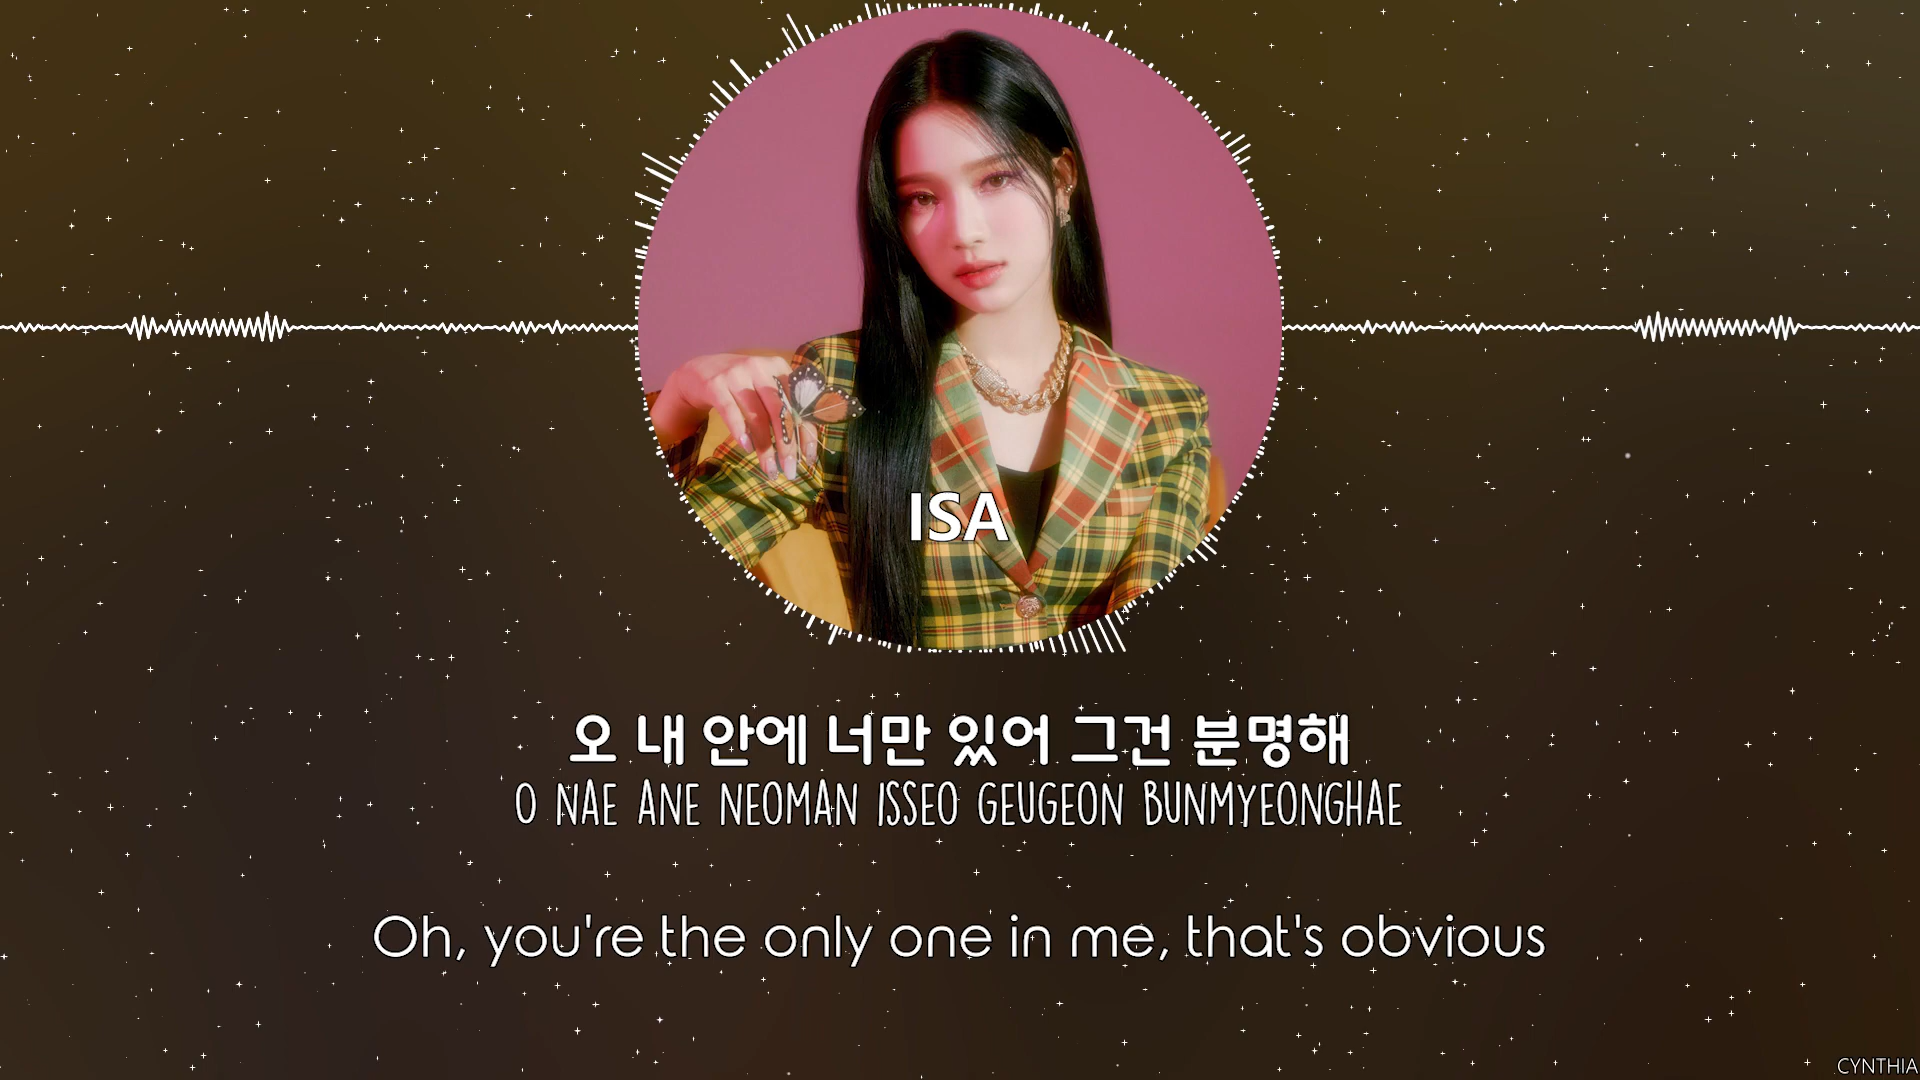 ISA
오 내 안에 너만 있어 그건 분명해
O NAE ANE NEOMAN ISSEO GEUGEON BUNMYEONGHAE
Oh, you're the only one in me, that's obvious
CYNTHIA